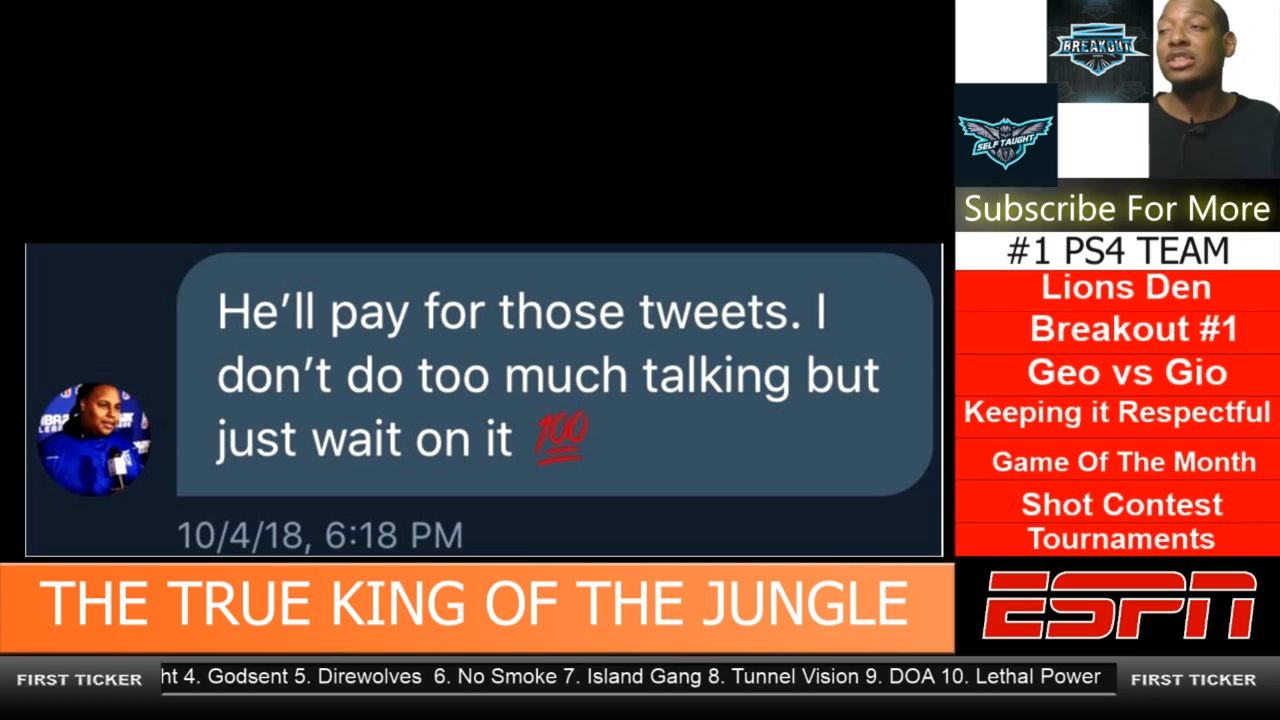 BREAKOUT
SELF TAUGHT
Subscribe For More
#1 PS4 TEAM
Lions Den
Breakout #1
Geo vs Gio
Keeping it Respectful
Game Of The Month
Shot Contest
Tournaments
He’ll pay for those tweets. I
don’t do too much talking but
just wait on it 💯
10/4/18, 6:18 PM
THE TRUE KING OF THE JUNGLE
ESPN
FIRST TICKER
ht 4. Godsent 5. Direwolves 6. No Smoke 7. Island Gang 8. Tunnel Vision 9. DOA 10. Lethal Power
FIRST TICKER